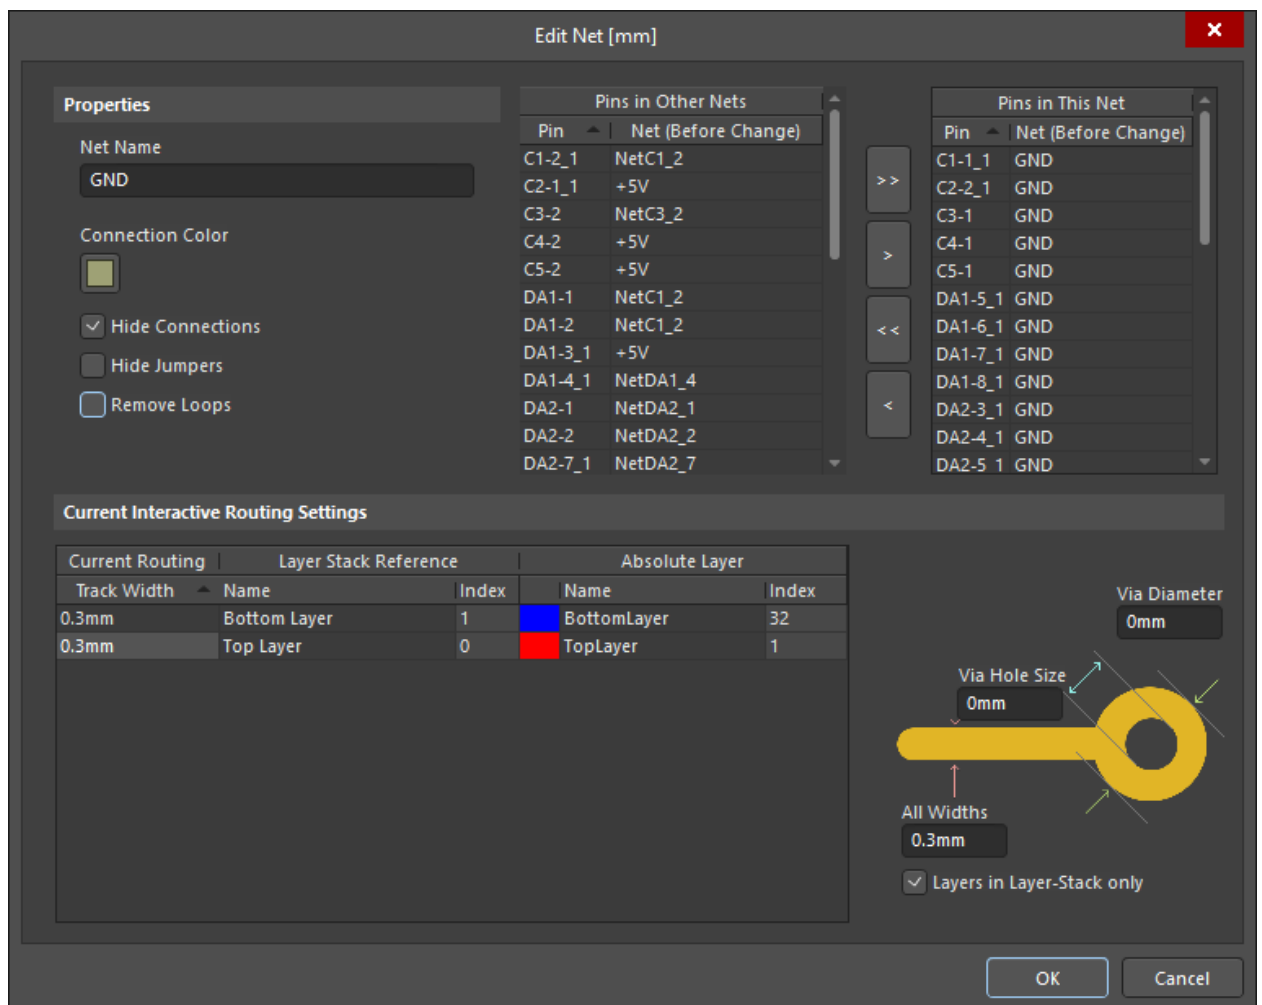 Edit Net [mm]
Properties
Net Name
GND
Connection Color
Hide Connections
Hide Jumpers
Remove Loops
Pins in Other Nets
Pin Net (Before Change)
C1-2_1 NetC1_2
C2-1_1 +5V
C3-2 NetC3_2
C4-2 +5V
C5-2 +5V
DA1-1 NetC1_2
DA1-2 NetC1_2
DA1-3_1 +5V
DA1-4_1 NetDA1_4
DA2-1 NetDA2_1
DA2-2 NetDA2_2
DA2-7_1 NetDA2_7
>>
>
<<
<
Pins in This Net
Pin Net (Before Change)
C1-1_1 GND
C2-2_1 GND
C3-1 GND
C4-1 GND
C5-1 GND
DA1-5_1 GND
DA1-6_1 GND
DA1-7_1 GND
DA1-8_1 GND
DA2-3_1 GND
DA2-4_1 GND
DA2-5_1 GND
Current Interactive Routing Settings
Current Routing Layer Stack Reference Absolute Layer
Track Width Name Index Name Index
0.3mm Bottom Layer 1 BottomLayer 32
0.3mm Top Layer 0 TopLayer 1
Via Diameter
0mm
Via Hole Size
0mm
All Widths
0.3mm
Layers in Layer-Stack only
OK Cancel